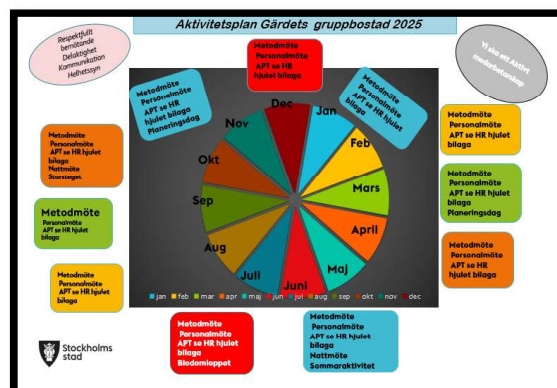 Aktivitetsplan Gärdets gruppbostad 2025
Respektfullt
bemötande
Delaktighet
Kommunikation
Helhetssyn
Metodmöte
Personalmöte
APT se HR
hjulet bilaga
Vi ska ett Aktivt
medarbetarskap
Metodmöte
Personalmöte
APT se HR
hjulet bilaga
Planeringsdag
Metodmöte
Personalmöte
APT se HR hjulet
bilaga
Metodmöte
Personalmöte
APT se HR hjulet
bilaga
Metodmöte
Personalmöte
APT se HR hjulet
bilaga
Nattmöte
Metodmöte
Personalmöte
APT se HR hjulet
bilaga
Planeringsdag
Metodmöte
Personalmöte
APT se HR hjulet
bilaga
Metodmöte
Personalmöte
APT se HR
hjulet bilaga
Metodmöte
Personalmöte
APT se HR hjulet
bilaga
Dec
Jan
Feb
Mars
April
Maj
Juni
Juli
Aug
Sep
Okt
Nov
jan feb mar apr maj jun jul aug sep okt nov dec
Metodmöte
Personalmöte
APT se HR hjulet
bilaga
Blodomloppet
Metodmöte
Personalmöte
APT se HR hjulet
bilaga
Nattmöte
Sommaraktivitet
Stockholms
stad